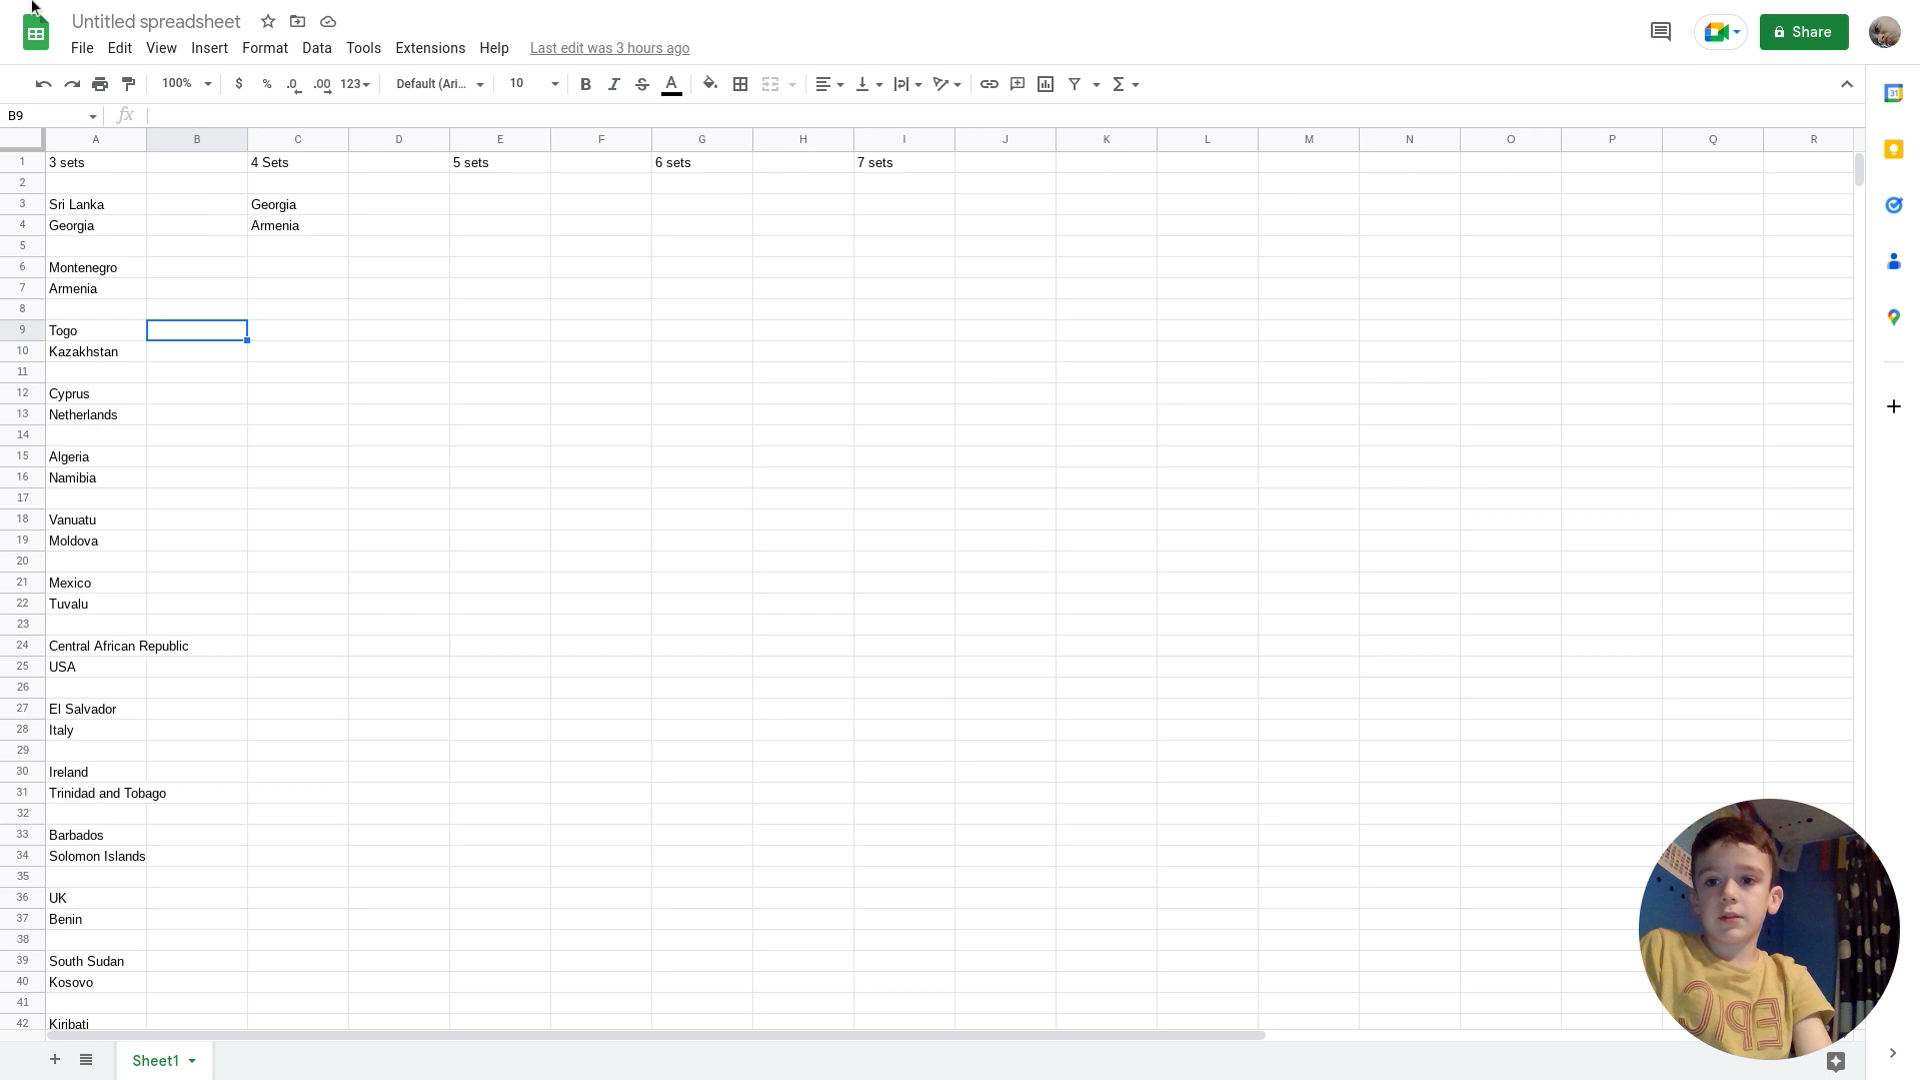 Untitled spreadsheet
File Edit View Insert Format Data Tools Extensions Help Last edit was 3 hours ago
Share
100% $ % .0 .00 123 Default (Ari... 10 B I S A
31
B9 fx
A B C D E F G H I J K L M N O P Q R
1 3 sets 4 Sets 5 sets 6 sets 7 sets
2
3 Sri Lanka Georgia
4 Georgia Armenia
5
6 Montenegro
7 Armenia
8
9 Togo
10 Kazakhstan
11
12 Cyprus
13 Netherlands
14
15 Algeria
16 Namibia
17
18 Vanuatu
19 Moldova
20
21 Mexico
22 Tuvalu
23
24 Central African Republic
25 USA
26
27 El Salvador
28 Italy
29
30 Ireland
31 Trinidad and Tobago
32
33 Barbados
34 Solomon Islands
35
36 UK
37 Benin
38
39 South Sudan
40 Kosovo
41
42 Kiribati
EPIC
Sheet1